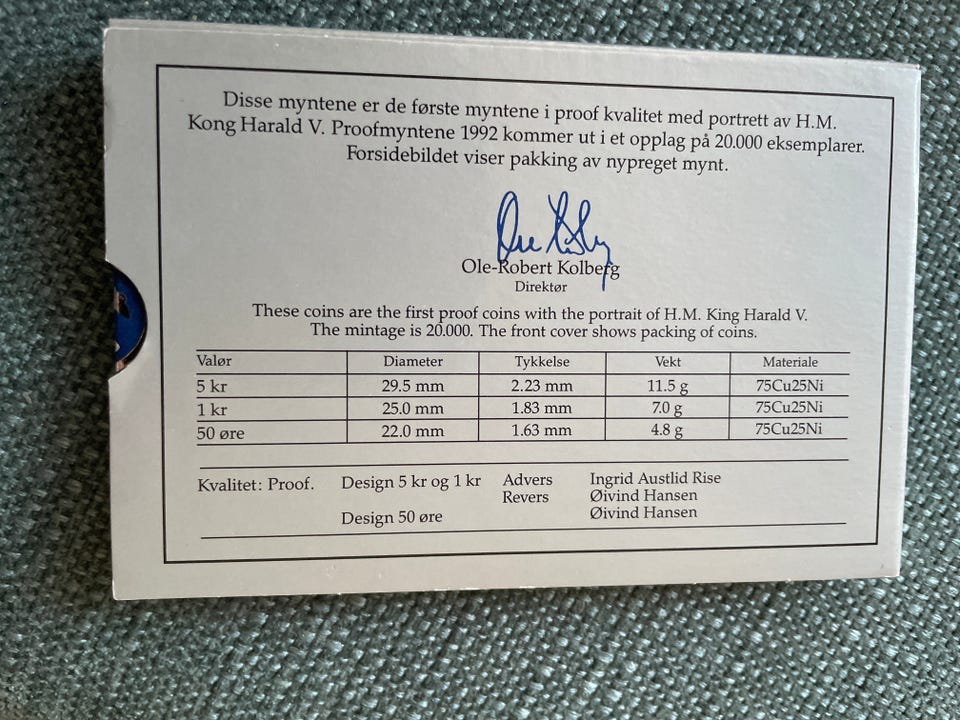 Disse myntene er de første myntene i proof kvalitet med portrett av H.M.
Kong Harald V. Proofmyntene 1992 kommer ut i et opplag på 20.000 eksemplarer.
Forsidebildet viser pakking av nypreget mynt.
Ole-Robert Kolberg
Direktør
These coins are the first proof coins with the portrait of H.M. King Harald V.
The mintage is 20.000. The front cover shows packing of coins.
Valør Diameter Tykkelse Vekt Materiale
5 kr 29.5 mm 2.23 mm 11.5 g 75Cu25Ni
1 kr 25.0 mm 1.83 mm 7.0 g 75Cu25Ni
50 øre 22.0 mm 1.63 mm 4.8 g 75Cu25Ni
Kvalitet: Proof. Design 5 kr og 1 kr Advers Ingrid Austlid Rise
Revers Øivind Hansen
Design 50 øre Øivind Hansen